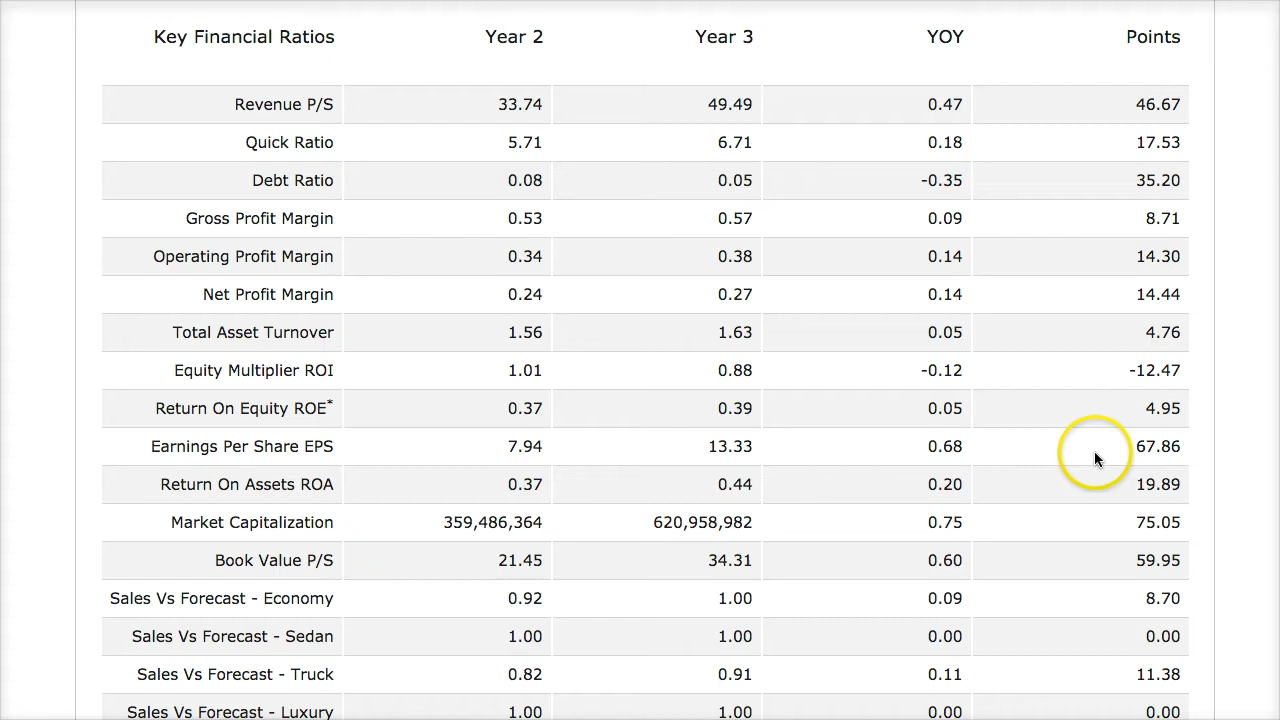 Key Financial Ratios Year 2 Year 3 YOY Points
Revenue P/S 33.74 49.49 0.47 46.67
Quick Ratio 5.71 6.71 0.18 17.53
Debt Ratio 0.08 0.05 -0.35 35.20
Gross Profit Margin 0.53 0.57 0.09 8.71
Operating Profit Margin 0.34 0.38 0.14 14.30
Net Profit Margin 0.24 0.27 0.14 14.44
Total Asset Turnover 1.56 1.63 0.05 4.76
Equity Multiplier ROI 1.01 0.88 -0.12 -12.47
Return On Equity ROE* 0.37 0.39 0.05 4.95
Earnings Per Share EPS 7.94 13.33 0.68 67.86
Return On Assets ROA 0.37 0.44 0.20 19.89
Market Capitalization 359,486,364 620,958,982 0.75 75.05
Book Value P/S 21.45 34.31 0.60 59.95
Sales Vs Forecast - Economy 0.92 1.00 0.09 8.70
Sales Vs Forecast - Sedan 1.00 1.00 0.00 0.00
Sales Vs Forecast - Truck 0.82 0.91 0.11 11.38
Sales Vs Forecast - Luxury 1.00 1.00 0.00 0.00